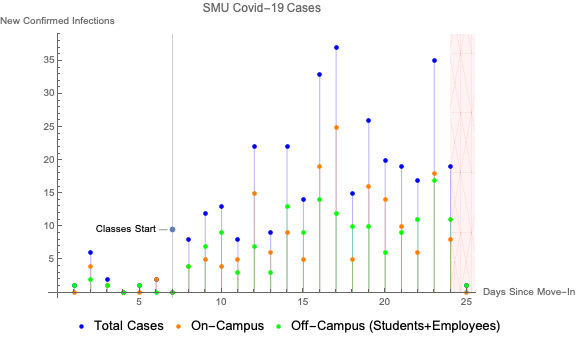 SMU Covid-19 Cases
New Confirmed Infections
35
30
25
20
15
10
5
Classes Start
5
10
15
20
25
Days Since Move-In
Total Cases
On-Campus
Off-Campus (Students+Employees)